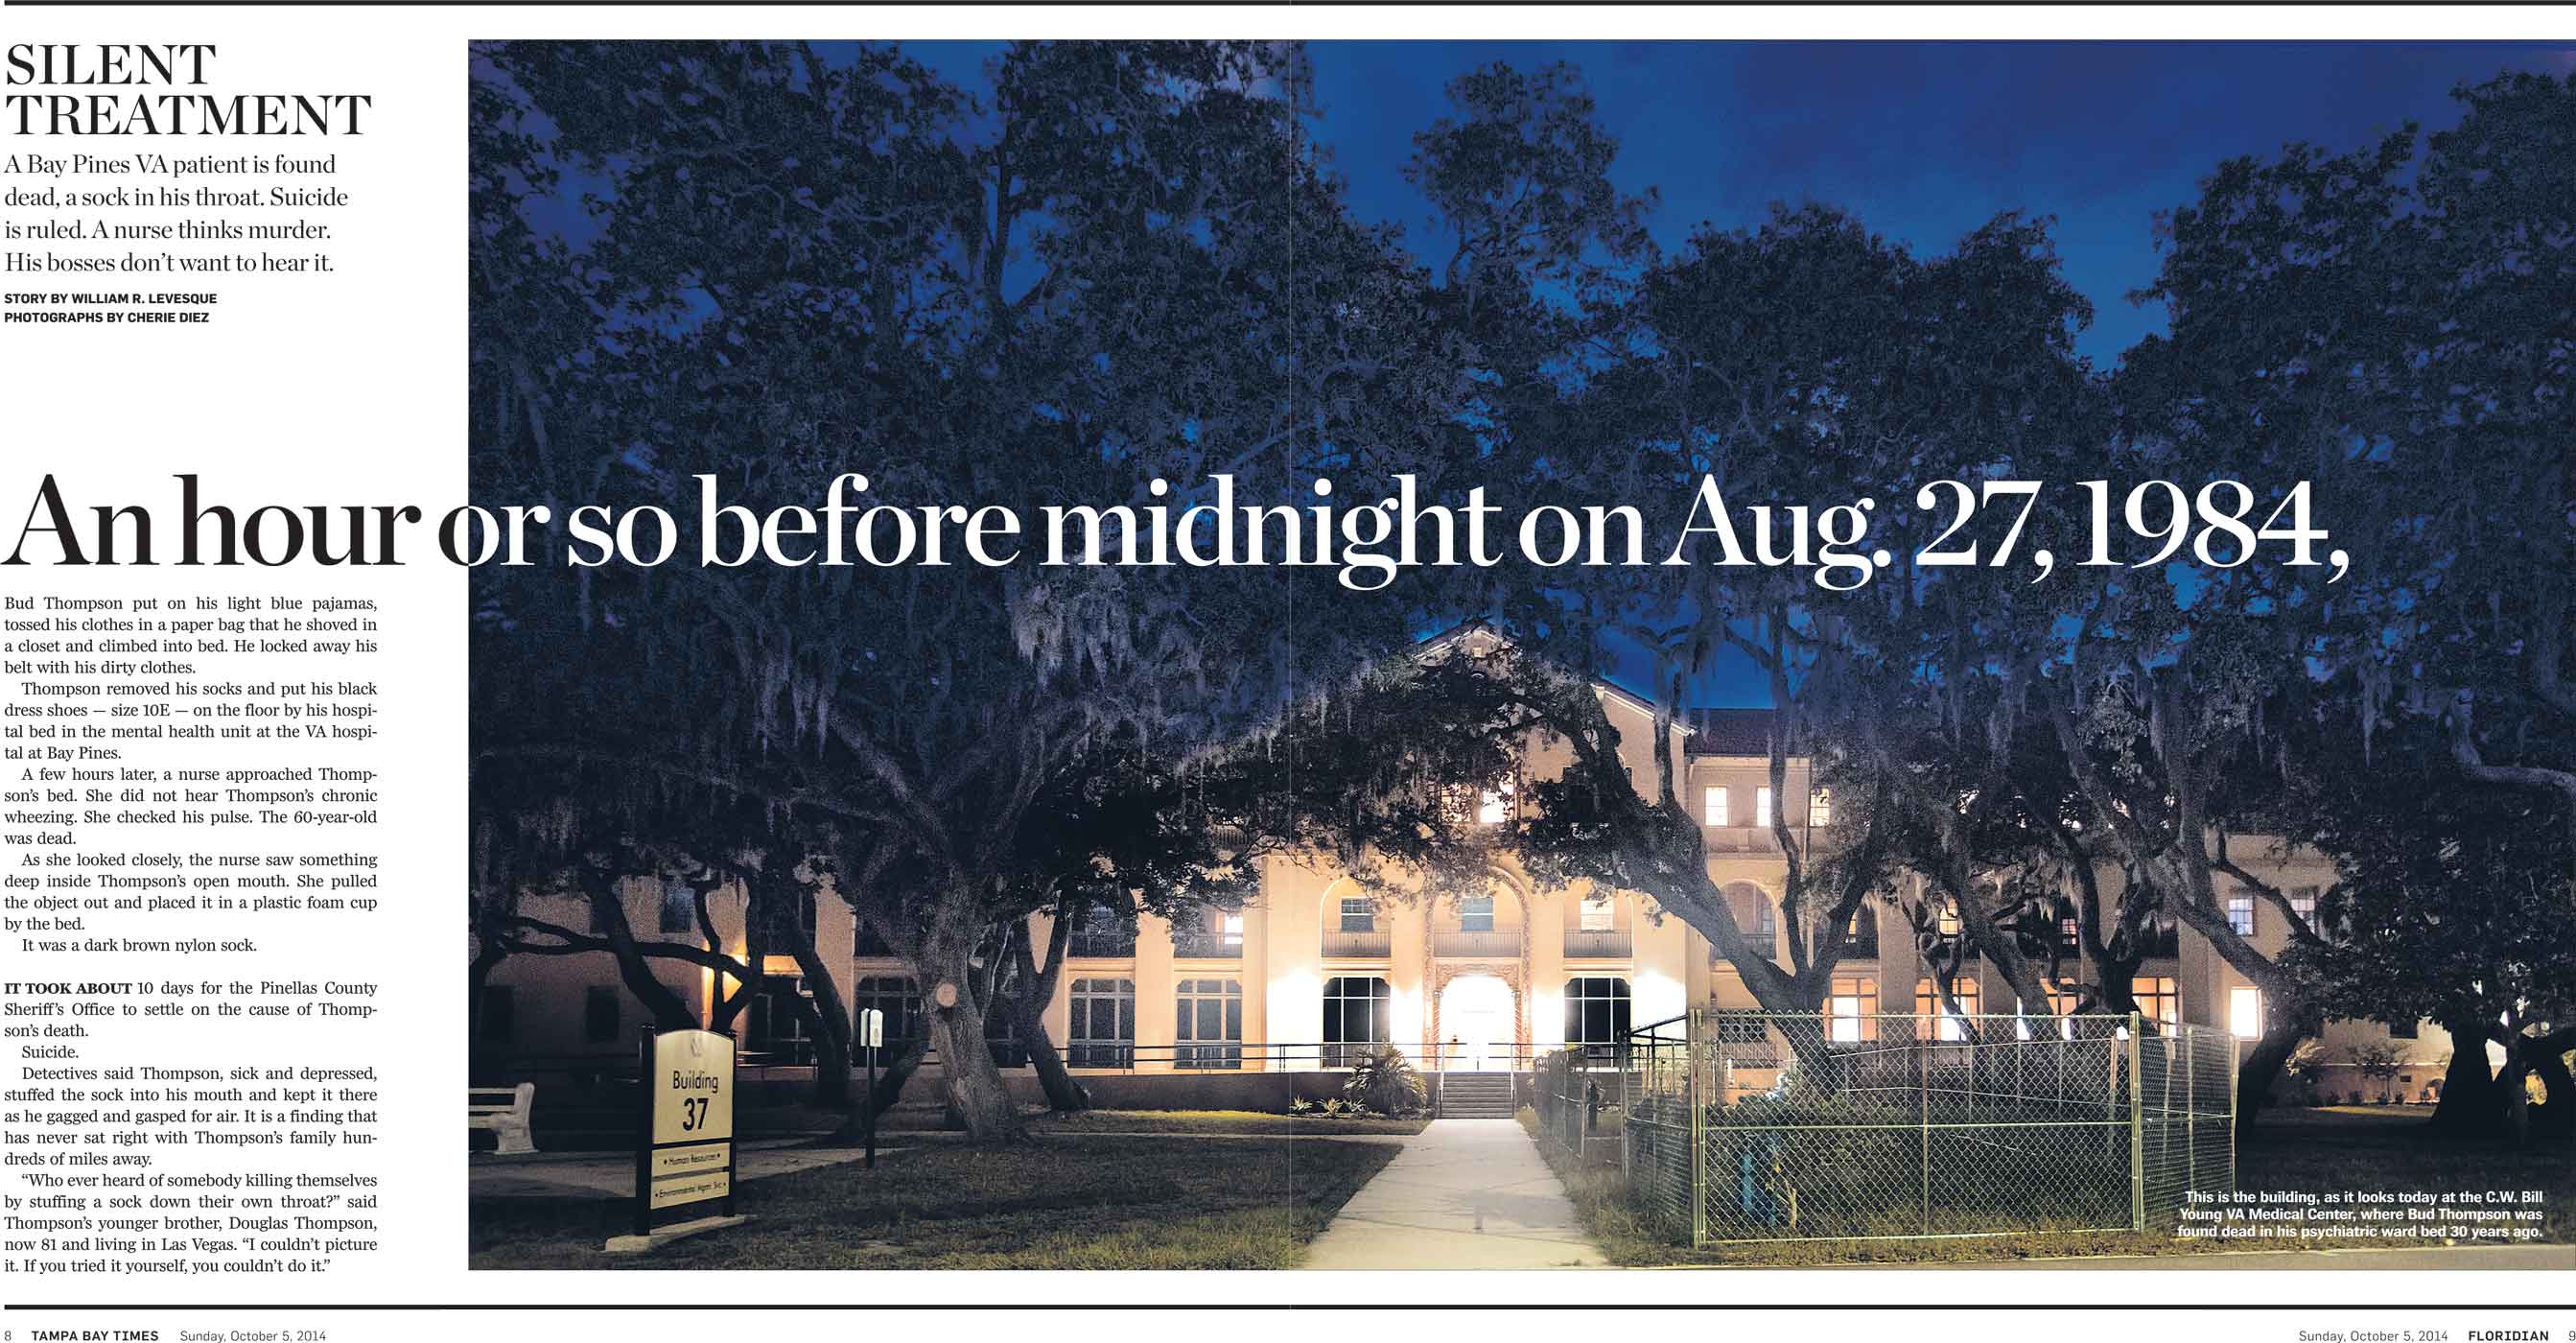 SILENT
TREATMENT
A Bay Pines VA patient is found
dead, a sock in his throat. Suicide
is ruled. A nurse thinks murder.
His bosses don’t want to hear it.
STORY BY WILLIAM R. LEVESQUE
PHOTOGRAPHS BY CHERIE DIEZ
An hour or so before midnight on Aug. 27, 1984,
Bud Thompson put on his light blue pajamas,
tossed his clothes in a paper bag that he shoved in
a closet and climbed into bed. He locked away his
belt with his dirty clothes.
Thompson removed his socks and put his black
dress shoes — size 10E — on the floor by his hospi-
tal bed in the mental health unit at the VA hospi-
tal at Bay Pines.
A few hours later, a nurse approached Thomp-
son’s bed. She did not hear Thompson’s chronic
wheezing. She checked his pulse. The 60-year-old
was dead.
As she looked closely, the nurse saw something
deep inside Thompson’s open mouth. She pulled
the object out and placed it in a plastic foam cup
by the bed.
It was a dark brown nylon sock.
IT TOOK ABOUT 10 days for the Pinellas County
Sheriff’s Office to settle on the cause of Thomp-
son’s death.
Suicide.
Detectives said Thompson, sick and depressed,
stuffed the sock into his mouth and kept it there
as he gagged and gasped for air. It is a finding that
has never sat right with Thompson’s family hun-
dreds of miles away.
“Who ever heard of somebody killing themselves
by stuffing a sock down their own throat?” said
Thompson’s younger brother, Douglas Thompson,
now 81 and living in Las Vegas. “I couldn’t picture
it. If you tried it yourself, you couldn’t do it.”
Building
37
• Human Resources •
• Environmental Mgmt. Svc. •
This is the building, as it looks today at the C.W. Bill
Young VA Medical Center, where Bud Thompson was
found dead in his psychiatric ward bed 30 years ago.
8 TAMPA BAY TIMES Sunday, October 5, 2014
Sunday, October 5, 2014 FLORIDIAN 9